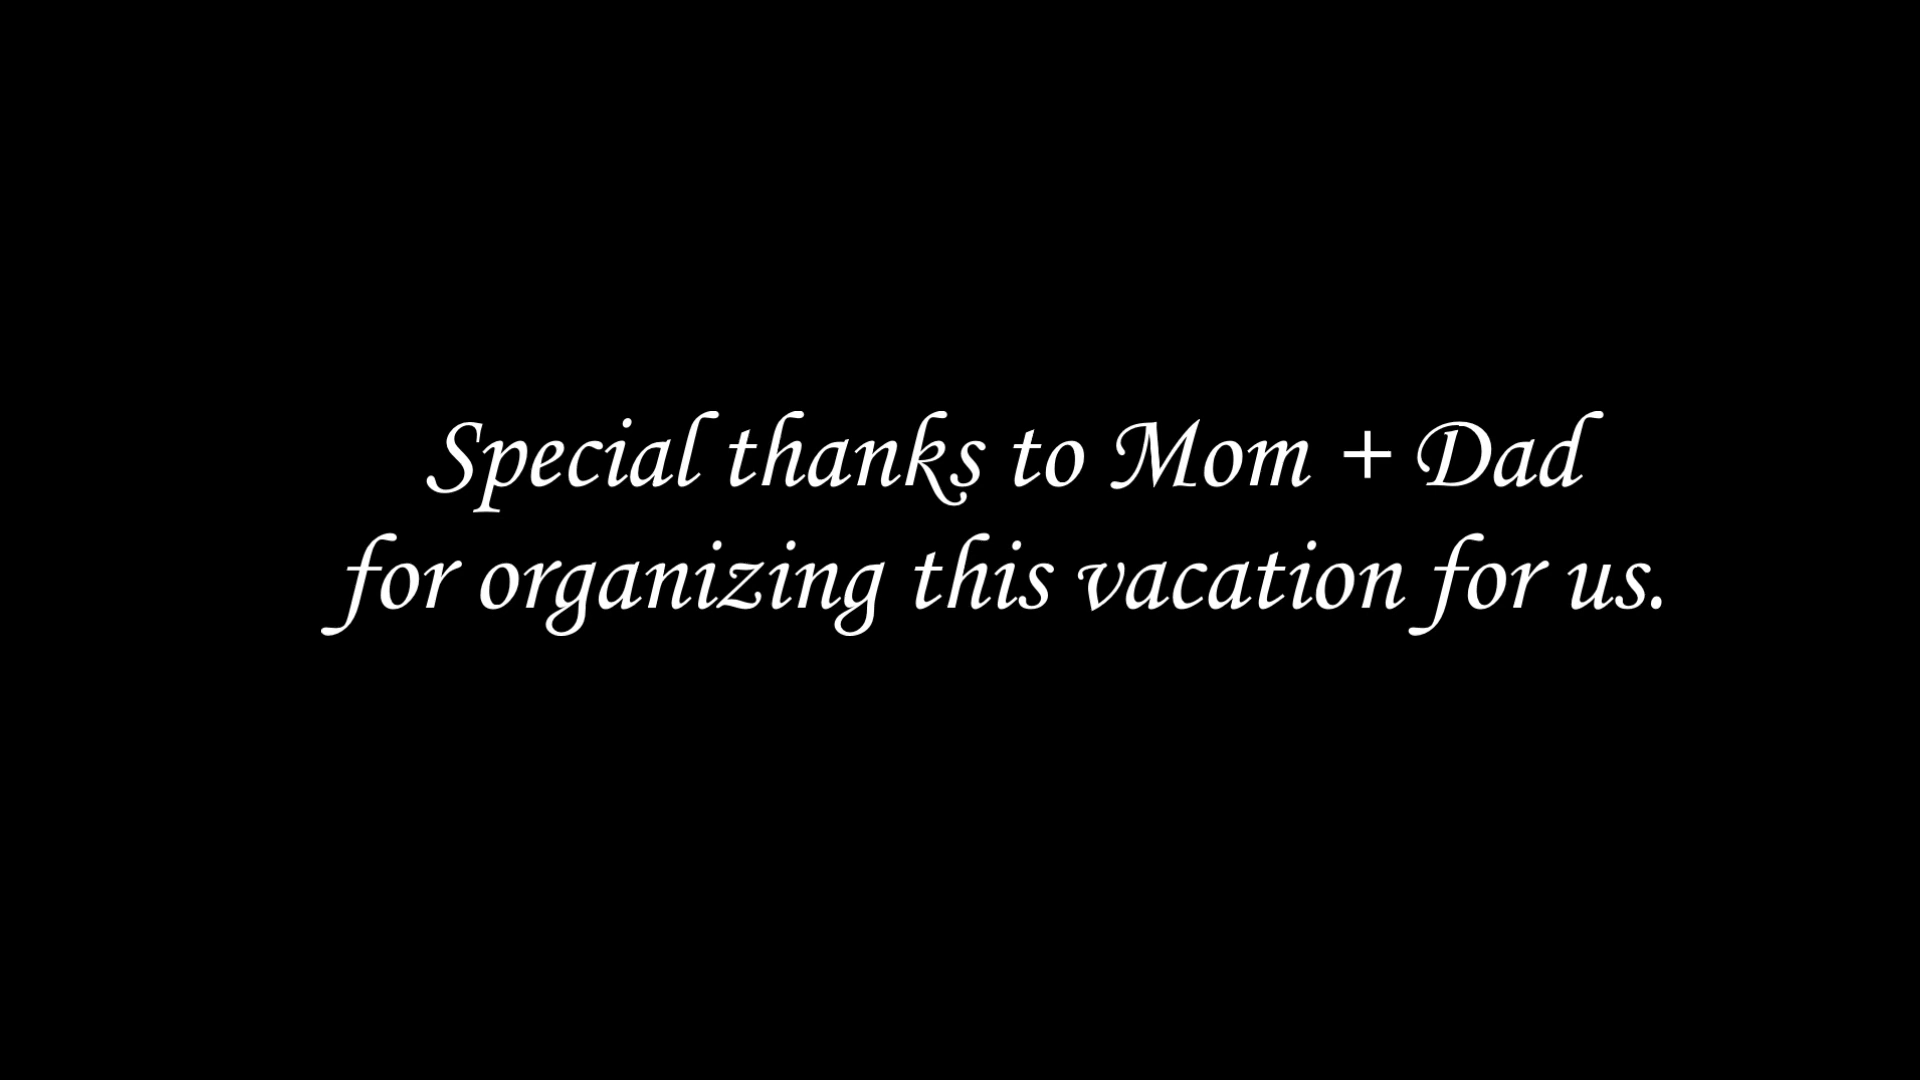 Special thanks to Mom + Dad
for organizing this vacation for us.